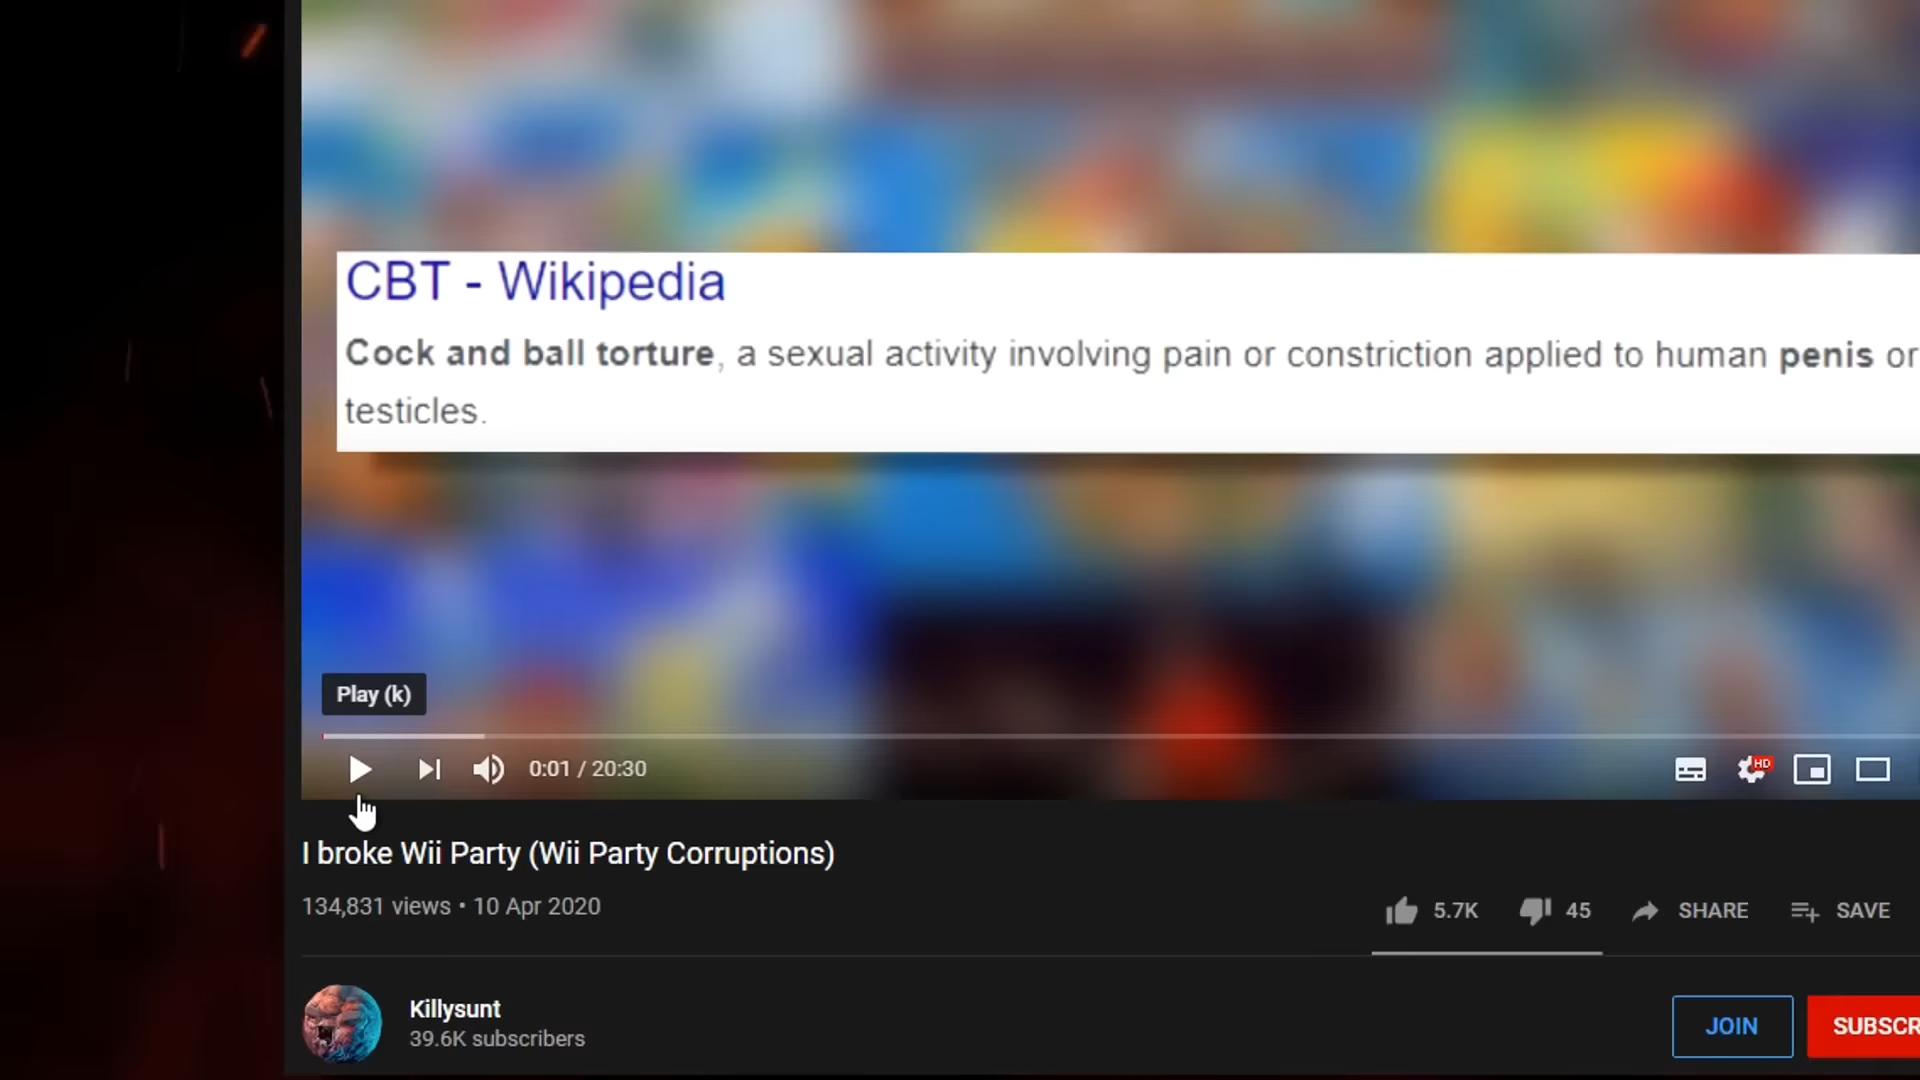 CBT - Wikipedia
Cock and ball torture, a sexual activity involving pain or constriction applied to human penis or
testicles.
Play (k)
0:01 / 20:30
HD
I broke Wii Party (Wii Party Corruptions)
134,831 views • 10 Apr 2020
5.7K 45 SHARE SAVE
Killysunt
39.6K subscribers
JOIN SUBSCR